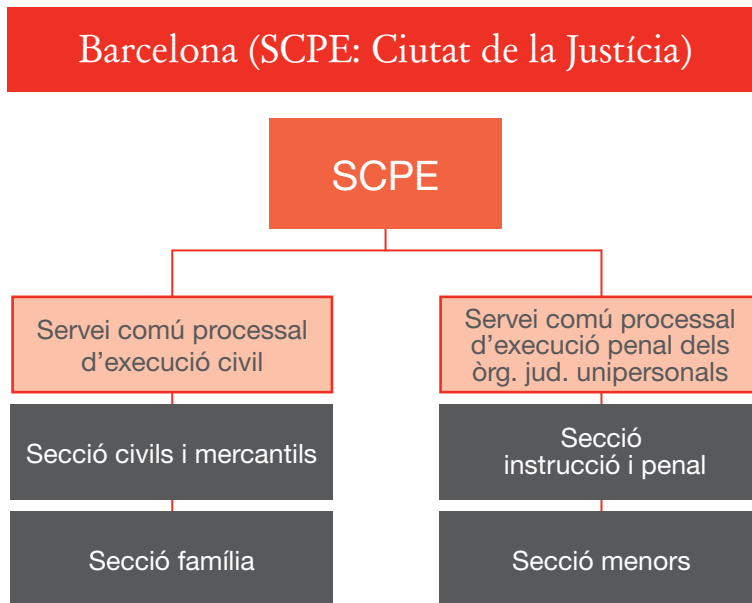 Barcelona (SCPE: Ciutat de la Justícia)
SCPE
Servei comú processal
d'execució civil
Secció civils i mercantils
Secció família
Servei comú processal
d'execució penal dels
òrg. jud. unipersonals
Secció
instrucció i penal
Secció menors